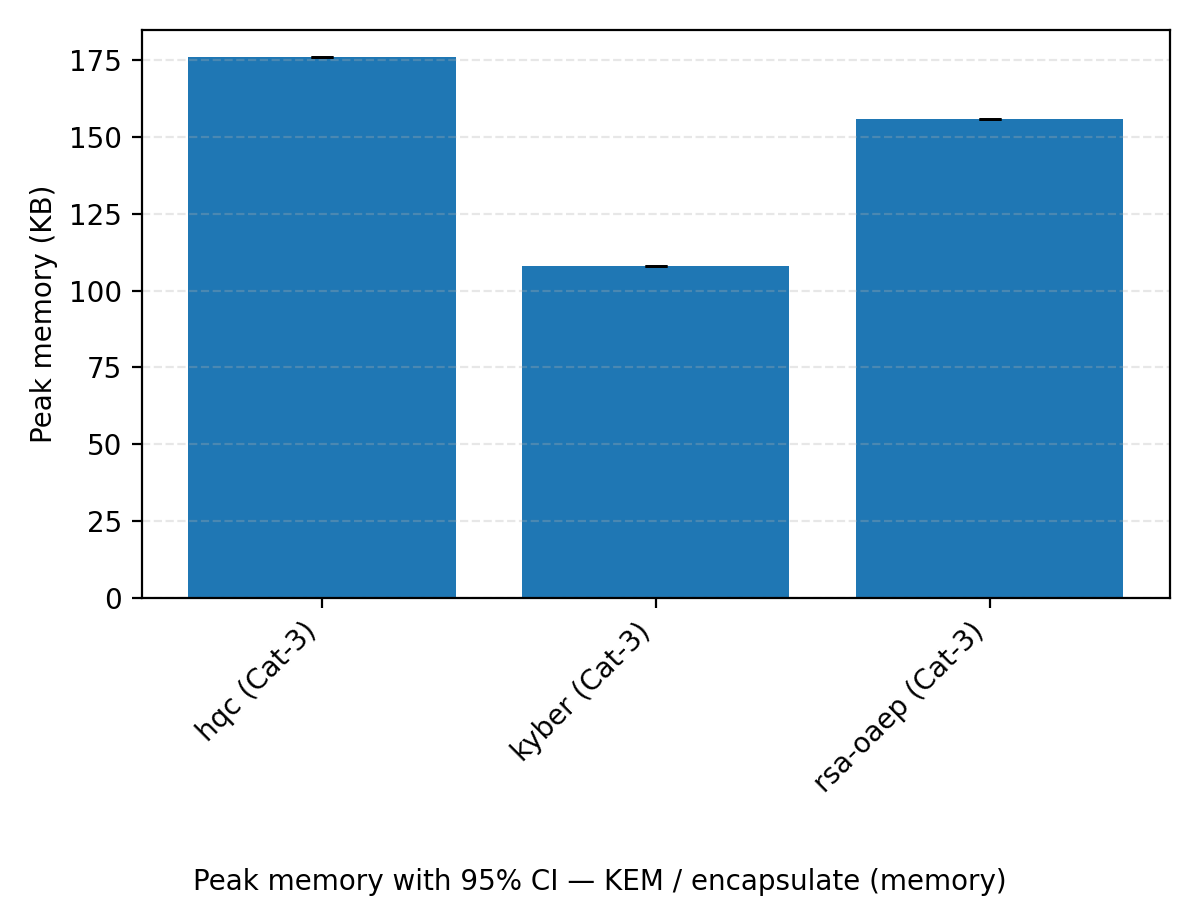 175
150
125
100
75
50
25
0
Peak memory (KB)
hqc (Cat-3)
kyber (Cat-3)
rsa-oaep (Cat-3)
Peak memory with 95% CI — KEM / encapsulate (memory)